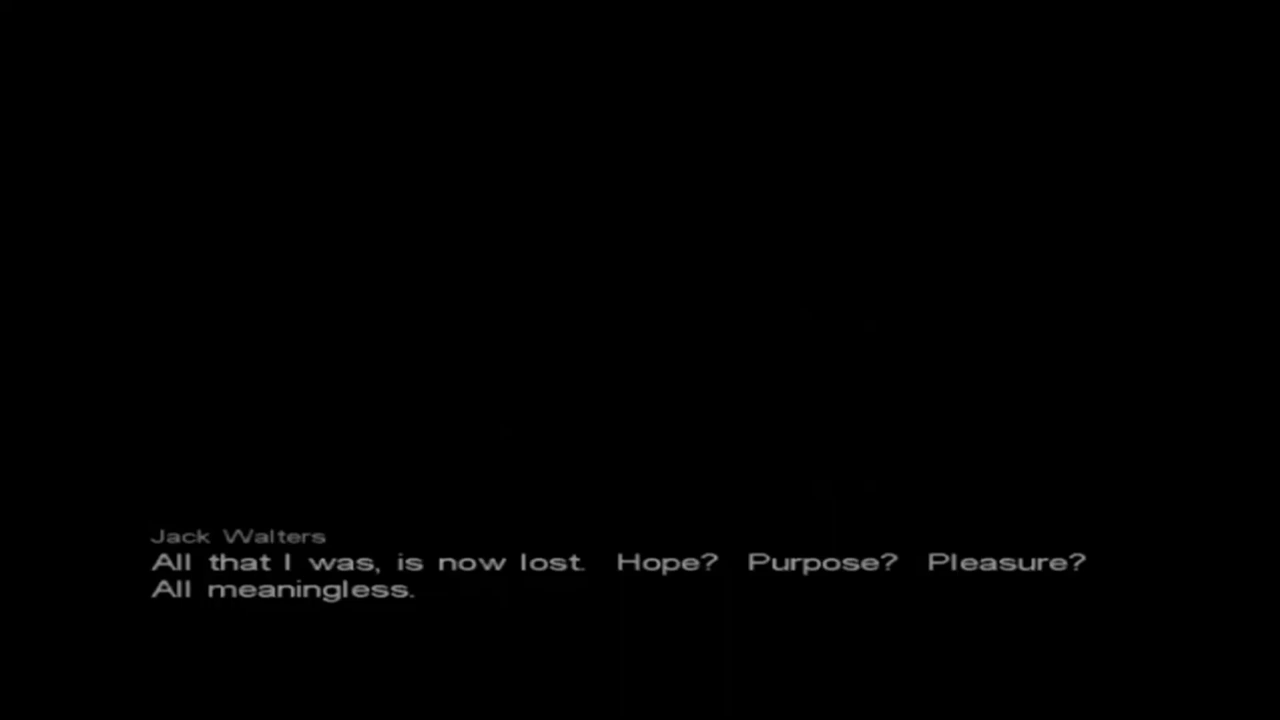 Jack Walters
All that I was, is now lost. Hope? Purpose? Pleasure?
All meaningless.